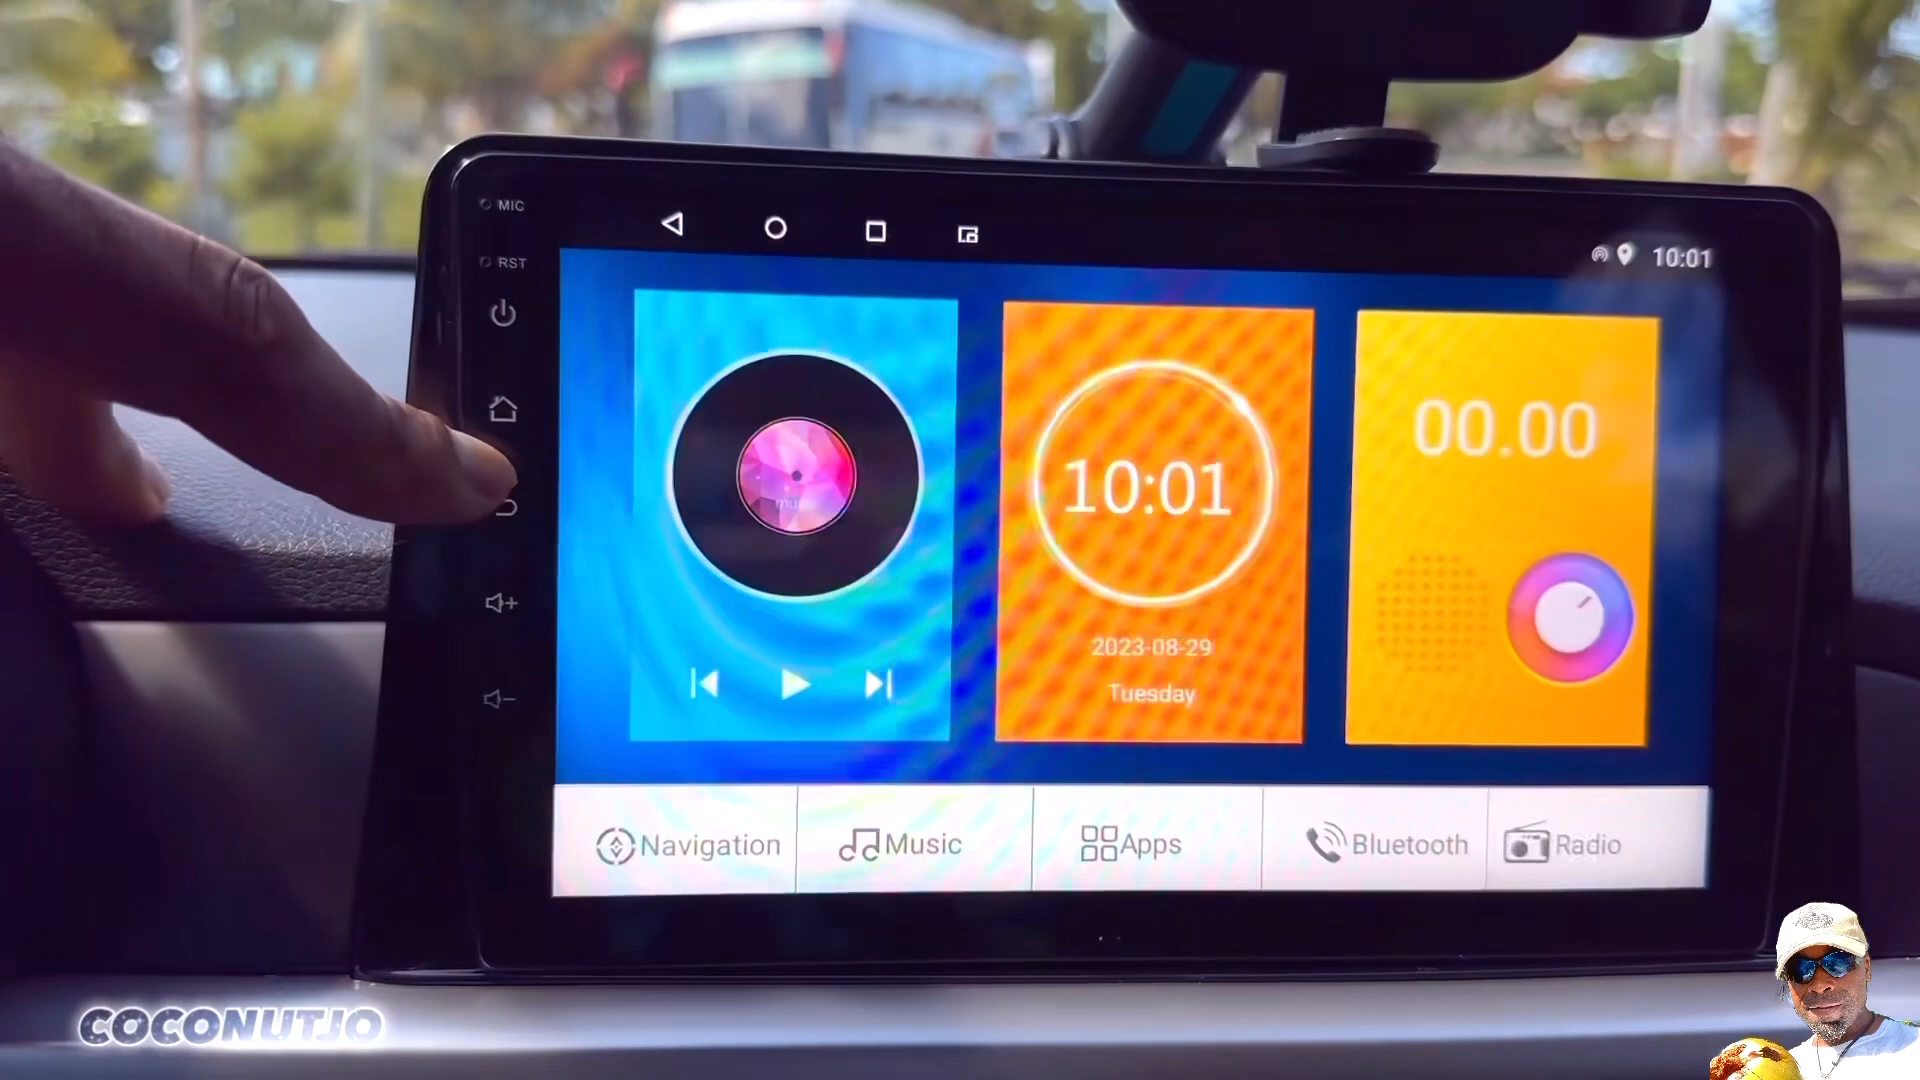 MIC
RST
10:01
10:01
2023-08-29
Tuesday
00.00
Navigation
Music
Apps
Bluetooth
Radio
COCONUTJO